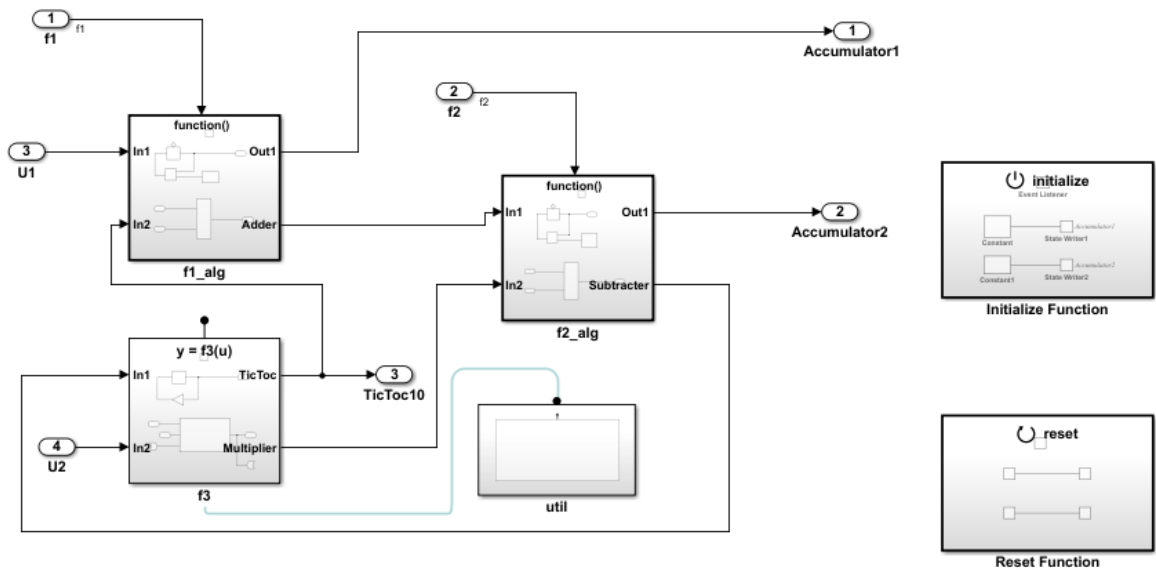 1
f1
f1
1
Accumulator1
2
f2
f2
function()
In1
Out1
3
U1
In2
Adder
f1_alg
function()
In1
Out1
2
Accumulator2
In2
Subtracter
f2_alg
initialize
Event Listener
Constant
State Writer1
Accumulator1
Constant1
State Writer2
Accumulator2
Initialize Function
y = f3(u)
In1
TicToc
3
TicToc10
4
U2
In2
Multiplier
f3
util
reset
Reset Function